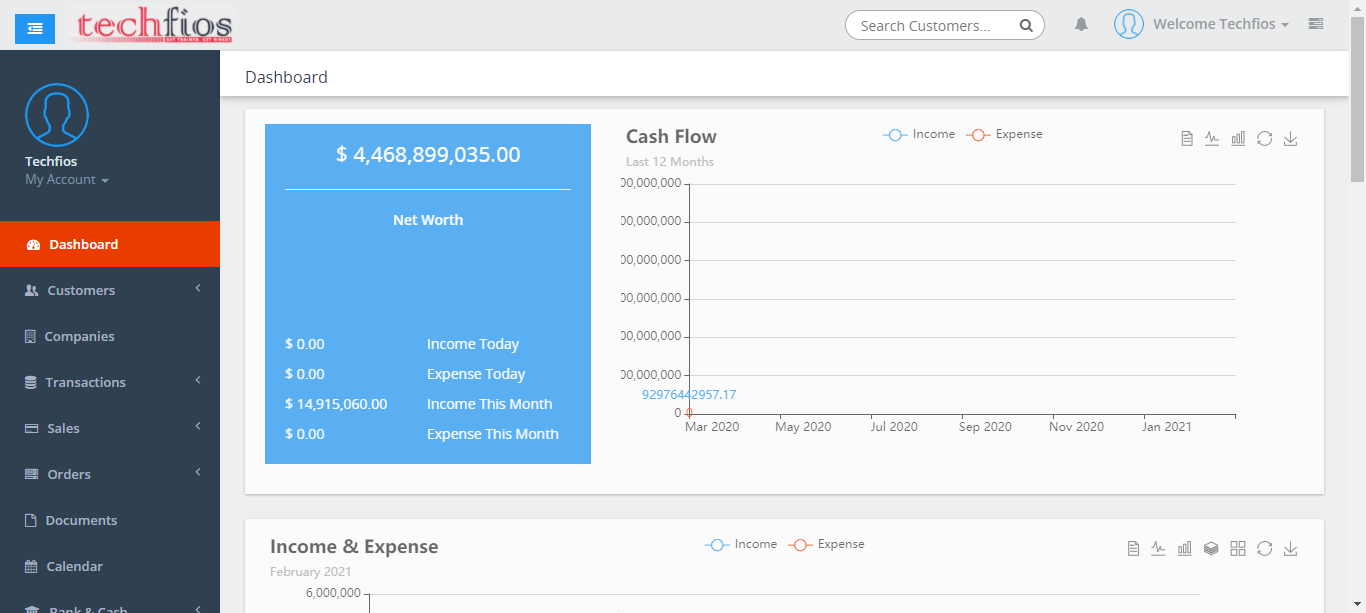 techfios
GET TRAINED. GET HIRED!
Search Customers...
Welcome Techfios
Techfios
My Account
Dashboard
Customers
Companies
Transactions
Sales
Orders
Documents
Calendar
Bank & Cash
Dashboard
$ 4,468,899,035.00
Net Worth
$ 0.00 Income Today
$ 0.00 Expense Today
$ 14,915,060.00 Income This Month
$ 0.00 Expense This Month
Cash Flow
Last 12 Months
Income Expense
00,000,000
00,000,000
00,000,000
00,000,000
00,000,000
00,000,000
92976442957.17
0
0
Mar 2020 May 2020 Jul 2020 Sep 2020 Nov 2020 Jan 2021
Income & Expense
February 2021
Income Expense
6,000,000